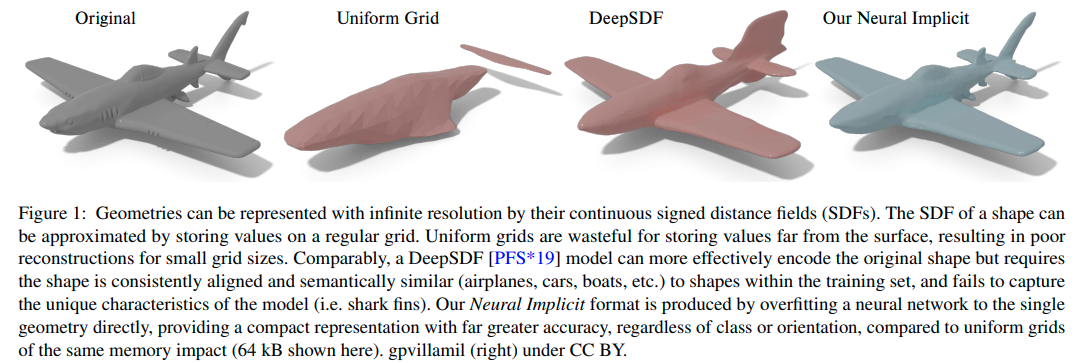 Original Uniform Grid DeepSDF Our Neural Implicit
Figure 1: Geometries can be represented with infinite resolution by their continuous signed distance fields (SDFs). The SDF of a shape can
be approximated by storing values on a regular grid. Uniform grids are wasteful for storing values far from the surface, resulting in poor
reconstructions for small grid sizes. Comparably, a DeepSDF [PFS*19] model can more effectively encode the original shape but requires
the shape is consistently aligned and semantically similar (airplanes, cars, boats, etc.) to shapes within the training set, and fails to capture
the unique characteristics of the model (i.e. shark fins). Our Neural Implicit format is produced by overfitting a neural network to the single
geometry directly, providing a compact representation with far greater accuracy, regardless of class or orientation, compared to uniform grids
of the same memory impact (64 kB shown here). gpvillamil (right) under CC BY.